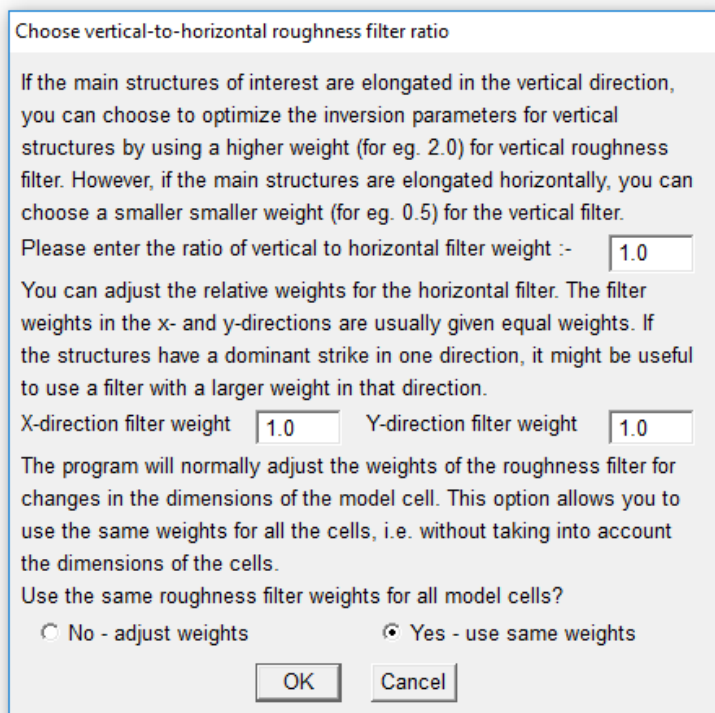 Choose vertical-to-horizontal roughness filter ratio
If the main structures of interest are elongated in the vertical direction,
you can choose to optimize the inversion parameters for vertical
structures by using a higher weight (for eg. 2.0) for vertical roughness
filter. However, if the main structures are elongated horizontally, you can
choose a smaller smaller weight (for eg. 0.5) for the vertical filter.
Please enter the ratio of vertical to horizontal filter weight :- 1.0
You can adjust the relative weights for the horizontal filter. The filter
weights in the x- and y-directions are usually given equal weights. If
the structures have a dominant strike in one direction, it might be useful
to use a filter with a larger weight in that direction.
X-direction filter weight 1.0 Y-direction filter weight 1.0
The program will normally adjust the weights of the roughness filter for
changes in the dimensions of the model cell. This option allows you to
use the same weights for all the cells, i.e. without taking into account
the dimensions of the cells.
Use the same roughness filter weights for all model cells?
No - adjust weights Yes - use same weights
OK Cancel